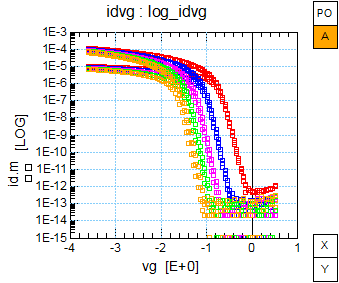 idvg : log_idvg
PO
A
1E-3
1E-4
1E-5
1E-6
1E-7
1E-8
1E-9
1E-10
1E-11
1E-12
1E-13
1E-14
1E-15
id.m [LOG]
-4 -3 -2 -1 0 1
vg [E+0]
X
Y